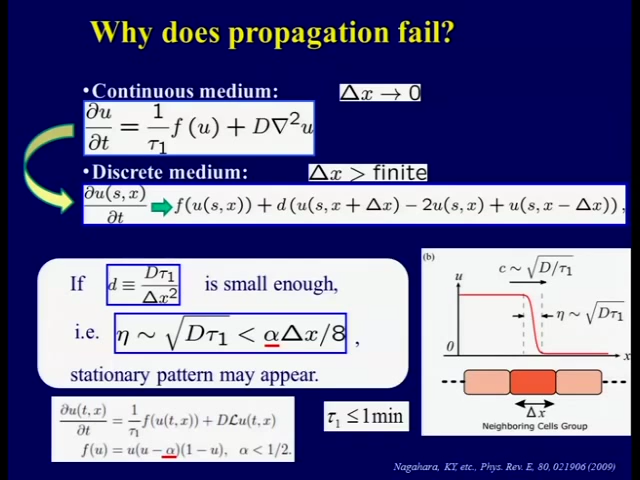 Why does propagation fail?
•Continuous medium: Δx → 0
∂u/∂t = 1/τ₁ f(u) + D∇²u
•Discrete medium: Δx > finite
∂u(s,x)/∂t ⇒ f(u(s,x)) + d(u(s,x+Δx) − 2u(s,x) + u(s,x−Δx)),
If d ≡ Dτ₁/Δx² is small enough,
i.e. η ∼ √Dτ₁ < αΔx/8 ,
stationary pattern may appear.
∂u(t,x)/∂t = 1/τ₁ f(u(t,x)) + Dℒu(t,x)
f(u) = u(u − α)(1 − u), α < 1/2.
τ₁ ≤ 1min
(b)
c ∼ √D/τ₁
u
η ∼ √Dτ₁
0
x
Δx
Neighboring Cells Group
Nagahara, KY, etc., Phys. Rev. E, 80, 021906 (2009)